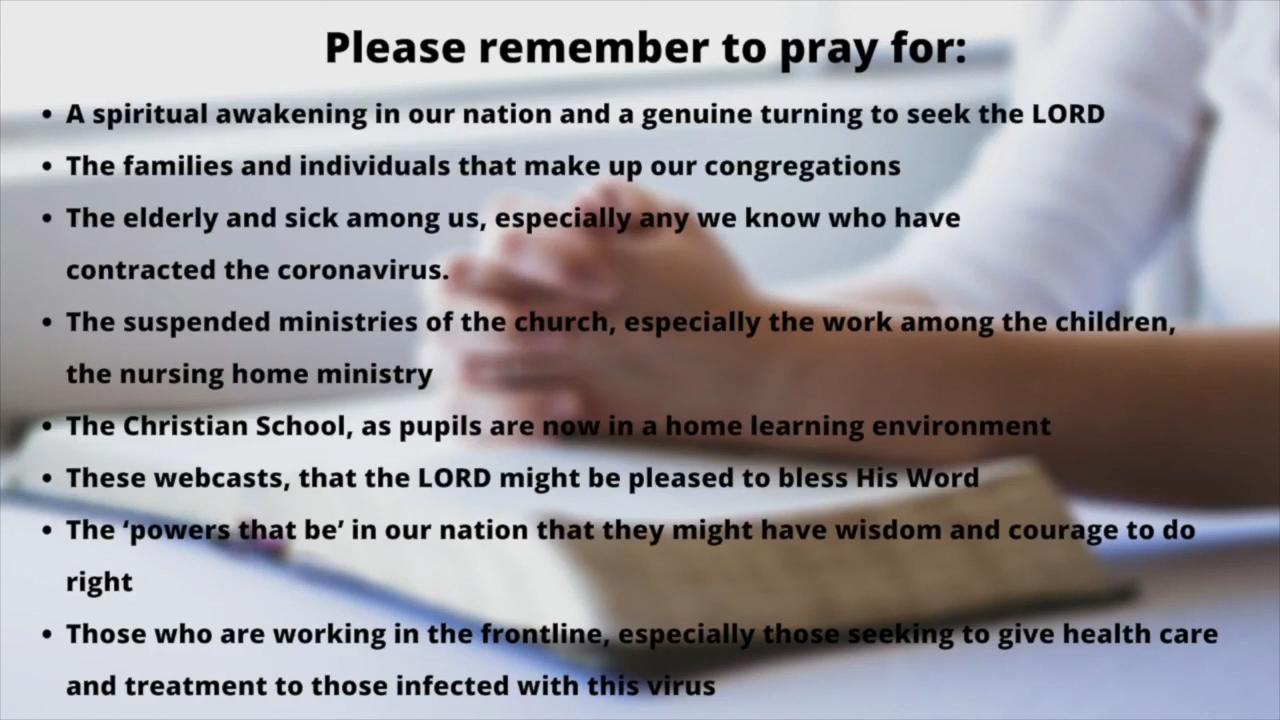 Please remember to pray for:
• A spiritual awakening in our nation and a genuine turning to seek the LORD
• The families and individuals that make up our congregations
• The elderly and sick among us, especially any we know who have
contracted the coronavirus.
• The suspended ministries of the church, especially the work among the children,
the nursing home ministry
• The Christian School, as pupils are now in a home learning environment
• These webcasts, that the LORD might be pleased to bless His Word
• The ‘powers that be’ in our nation that they might have wisdom and courage to do
right
• Those who are working in the frontline, especially those seeking to give health care
and treatment to those infected with this virus